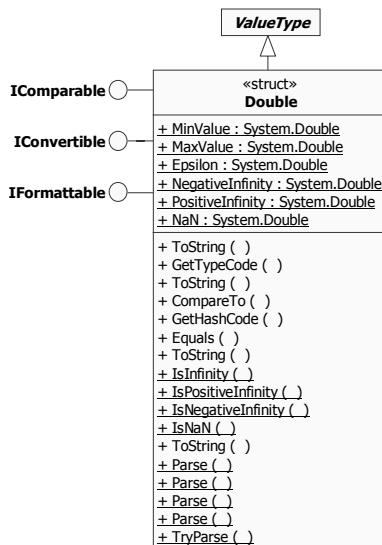 ValueType
IComparable
IConvertible
IFormattable
«struct»
Double
+ MinValue : System.Double
+ MaxValue : System.Double
+ Epsilon : System.Double
+ NegativeInfinity : System.Double
+ PositiveInfinity : System.Double
+ NaN : System.Double
+ ToString ( )
+ GetTypeCode ( )
+ ToString ( )
+ CompareTo ( )
+ GetHashCode ( )
+ Equals ( )
+ ToString ( )
+ IsInfinity ( )
+ IsPositiveInfinity ( )
+ IsNegativeInfinity ( )
+ IsNaN ( )
+ ToString ( )
+ Parse ( )
+ Parse ( )
+ Parse ( )
+ Parse ( )
+ TryParse ( )